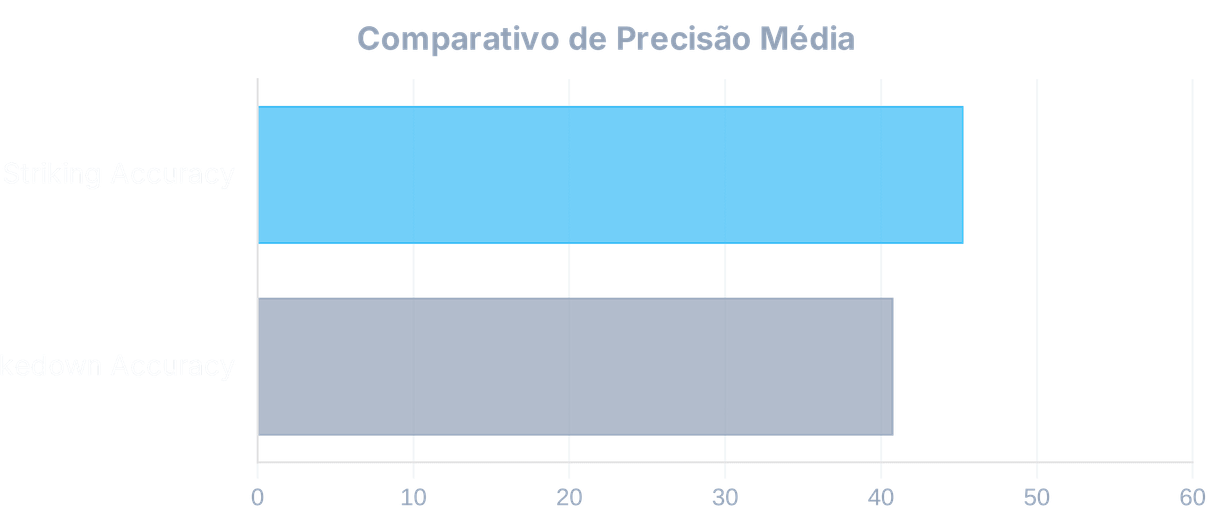 Comparativo de Precisão Média
Striking Accuracy
kedown Accuracy
0 10 20 30 40 50 60